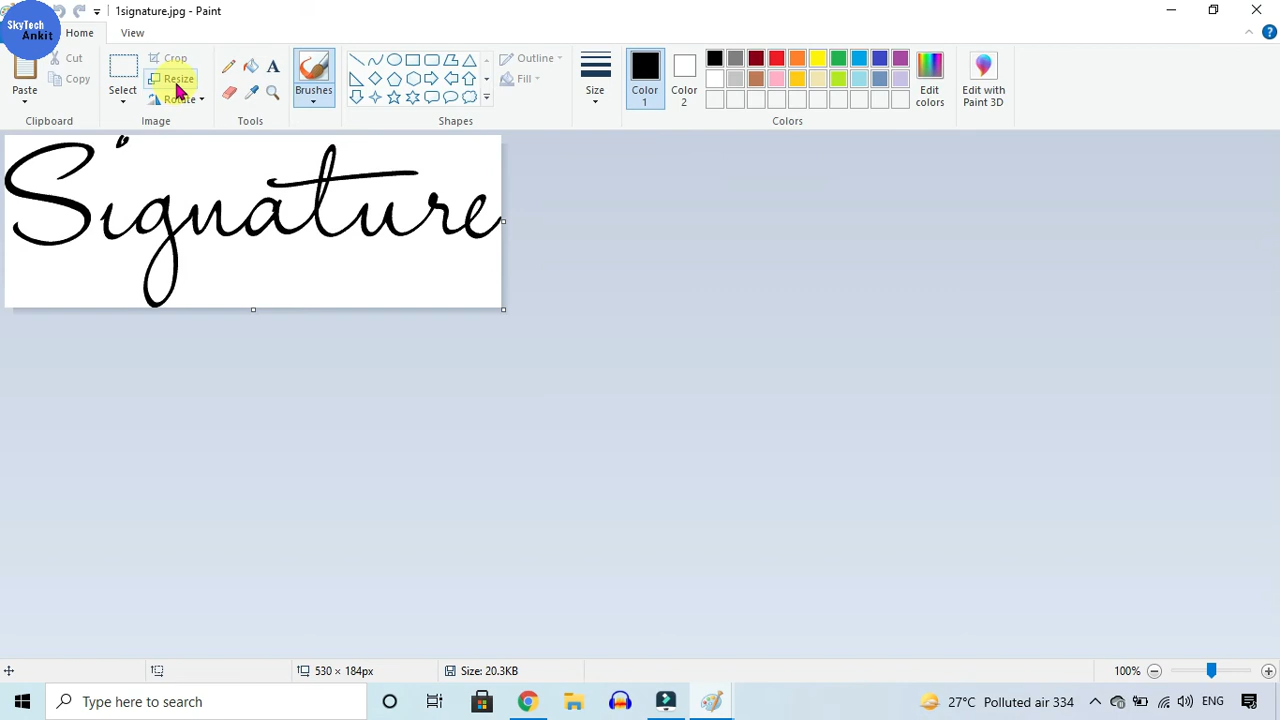 SkyTech
Ankit
1signature.jpg - Paint
Home
View
Paste
Cut
Copy
Clipboard
Select
Crop
Resize
Rotate
Image
A
Tools
Brushes
Outline
Fill
Shapes
Size
Color
1
Color
2
Edit
colors
Edit with
Paint 3D
Colors
Signature
530 × 184px
Size: 20.3KB
100%
Type here to search
27°C
Polluted air 334
ENG